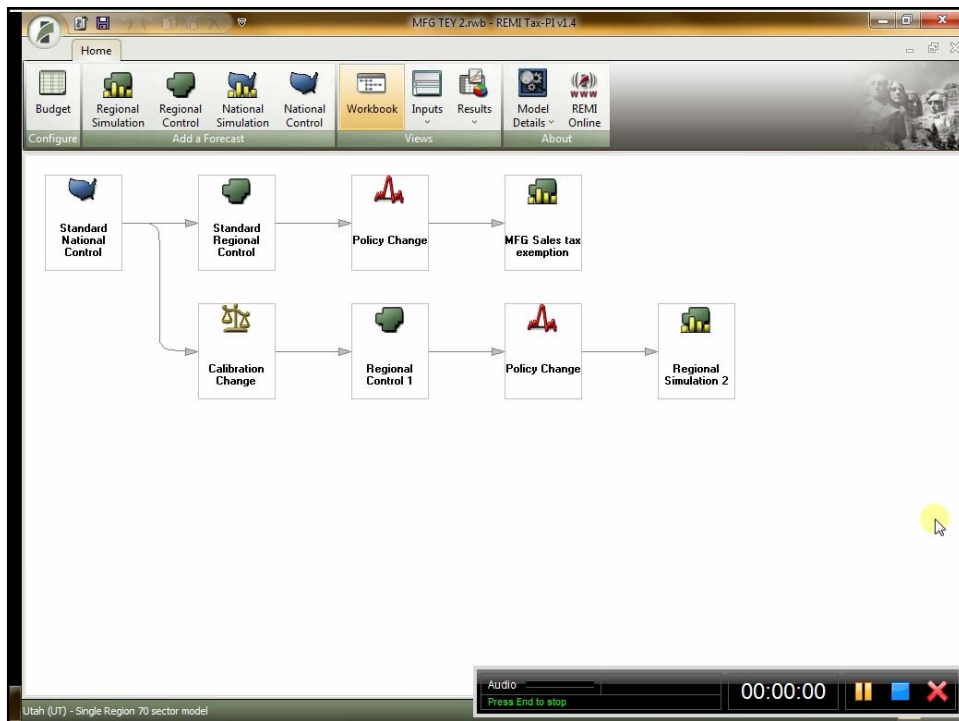 MFG TEY 2.rwb - REMI Tax-PI v1.4
Home
Budget
Regional Simulation
Regional Control
National Simulation
National Control
Workbook
Inputs
Results
Model Details
REMI Online
WWW
Configure
Add a Forecast
Views
About
Standard
National
Control
Standard
Regional
Control
Policy Change
MFG Sales tax
exemption
Calibration
Change
Regional
Control 1
Policy Change
Regional
Simulation 2
Audio
Press End to stop
00:00:00
Utah (UT) - Single Region 70 sector model